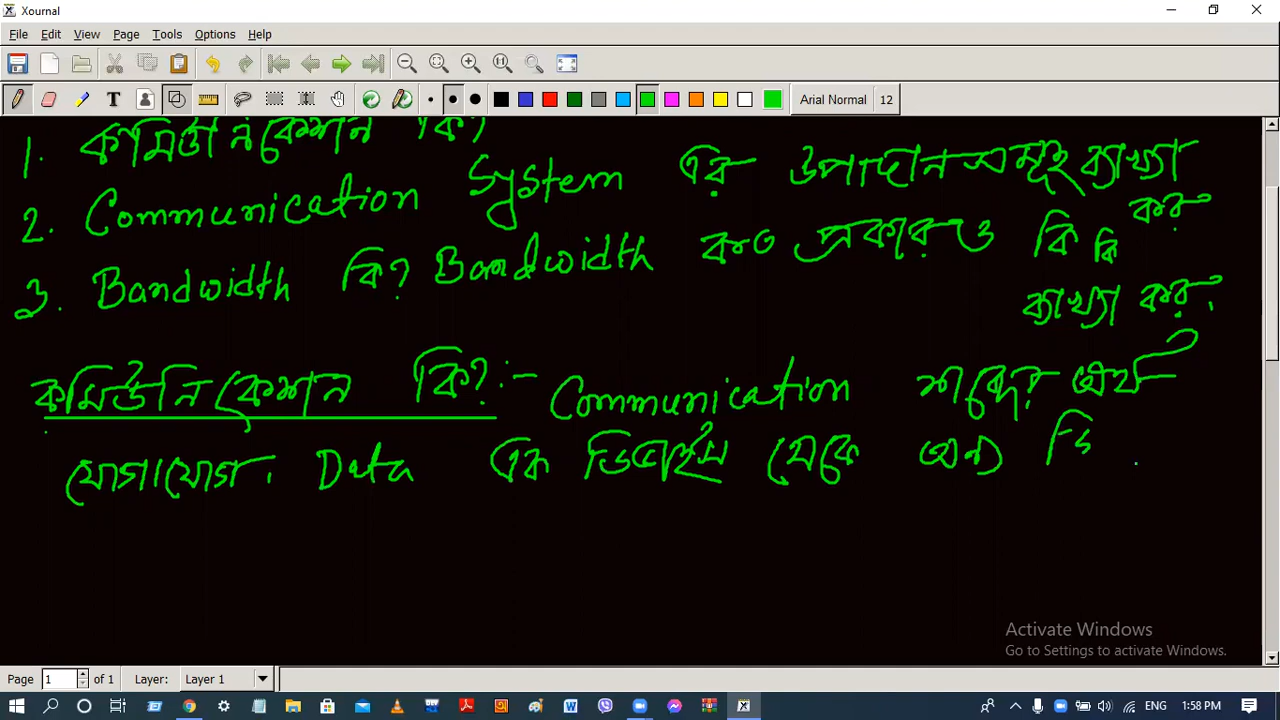 Xournal
File Edit View Page Tools Options Help
Arial Normal 12
1. কমিউনিকেশন কি?
2. Communication System এর উপাদান সমূহ ব্যাখ্যা কর
3. Bandwidth কি? Bandwidth কত প্রকার ও কি কি ব্যাখ্যা কর।
কমিউনিকেশন কি?:- Communication শব্দের অর্থ
যোগাযোগ। Data এক ডিভাইস থেকে অন্য ডি
Activate Windows
Go to Settings to activate Windows.
Page 1 of 1 Layer: Layer 1
ENG 1:58 PM